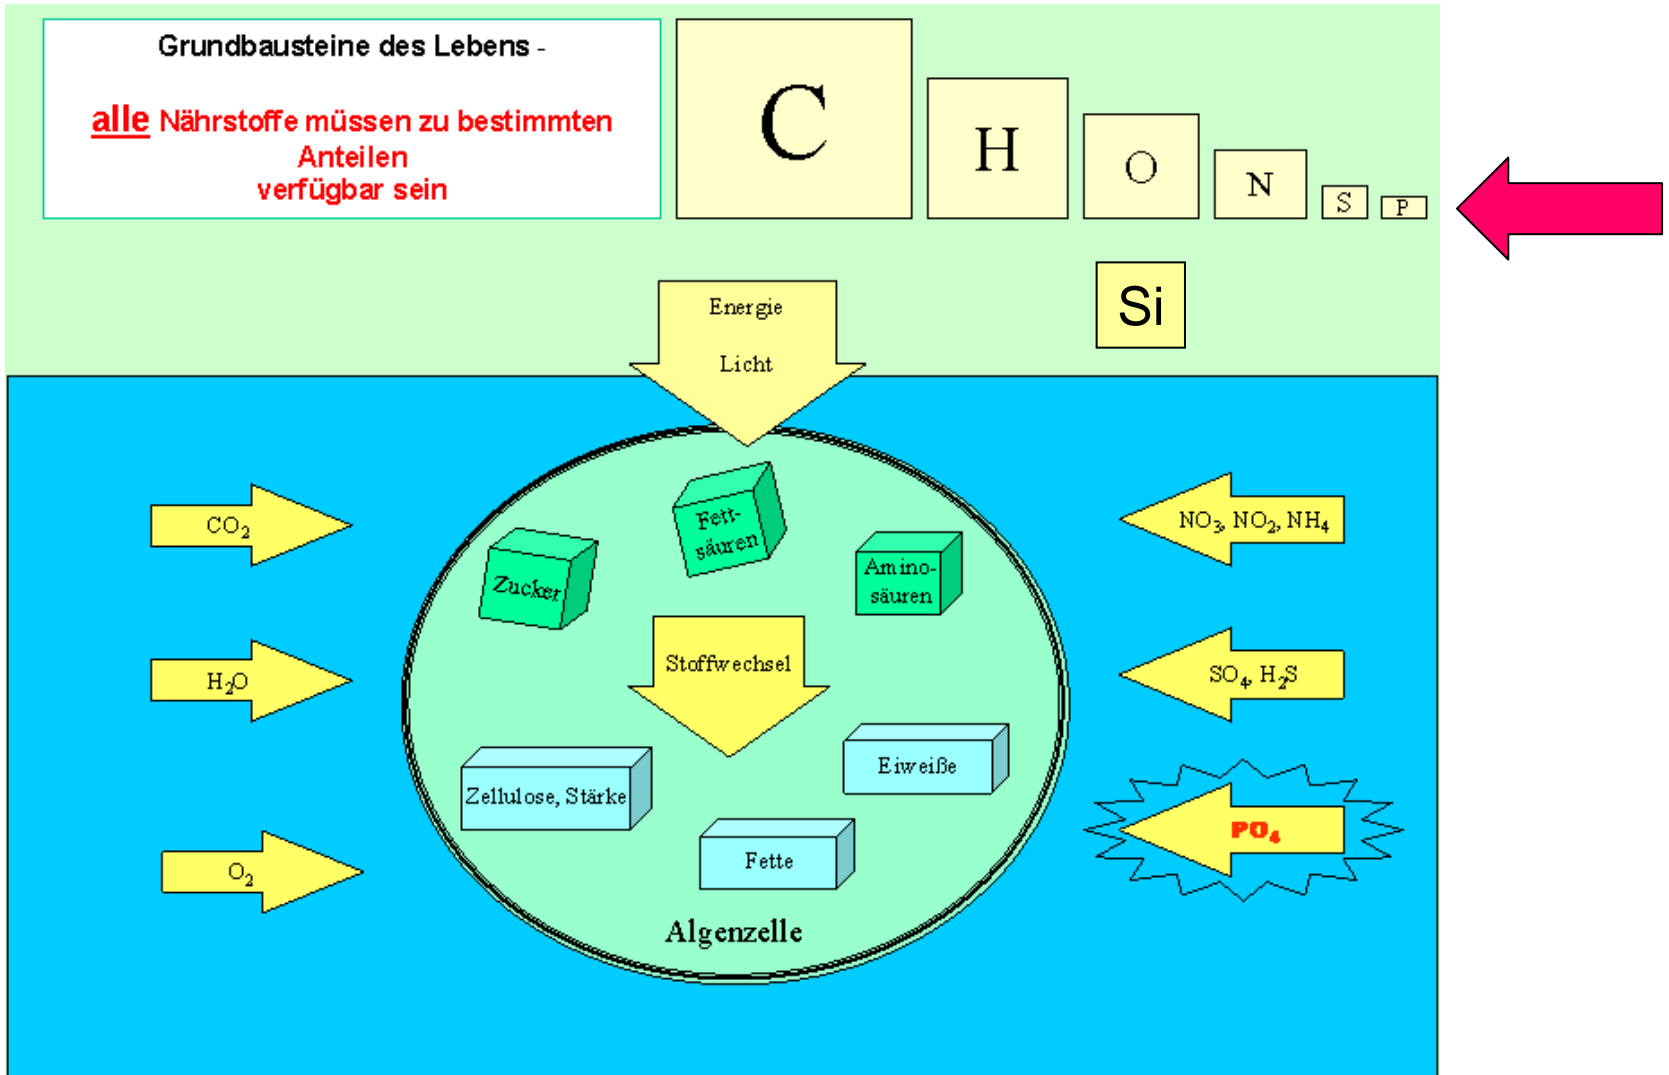 Grundbausteine des Lebens -
alle Nährstoffe müssen zu bestimmten
Anteilen
verfügbar sein
C
H
O
N
S
P
Si
Energie
Licht
CO2
H2O
O2
Zucker
Fett-
säuren
Amino-
säuren
Stoffwechsel
Zellulose, Stärke
Eiweiße
Fette
Algenzelle
NO3, NO2, NH4
SO4, H2S
PO4